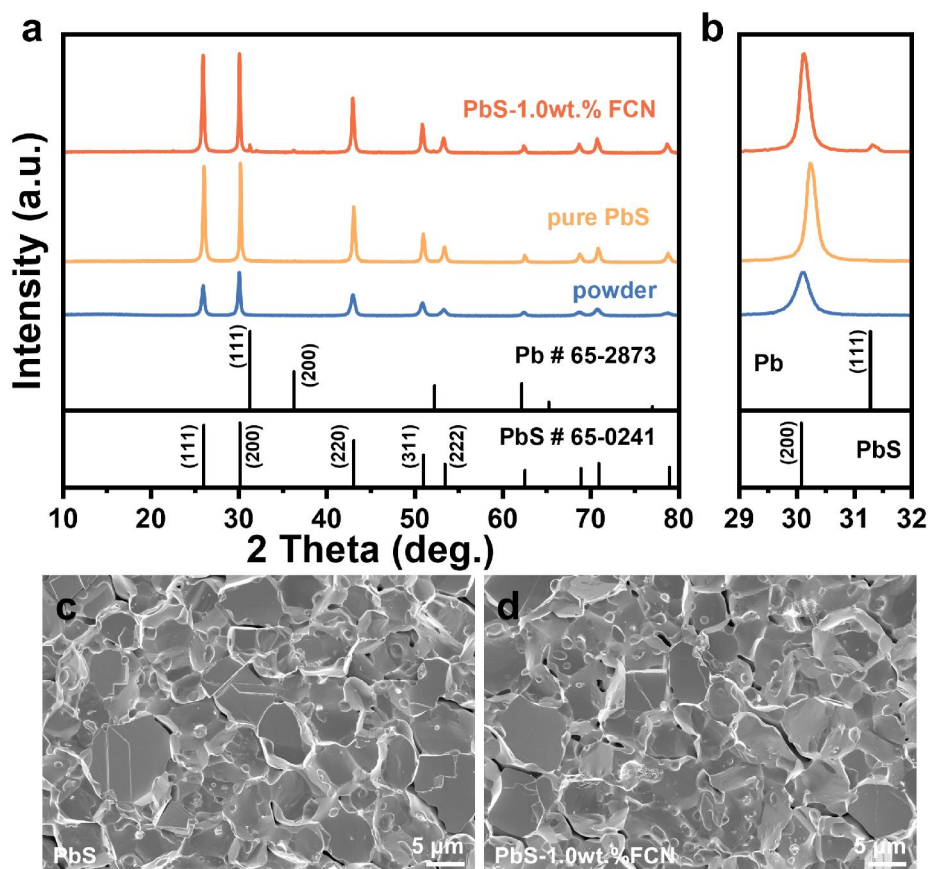 a
b
Intensity (a.u.)
PbS-1.0wt.% FCN
pure PbS
powder
(111)
(200)
Pb # 65-2873
(111)
(200)
(220)
(311)
(222)
PbS # 65-0241
10 20 30 40 50 60 70 80
2 Theta (deg.)
Pb
(111)
(200)
PbS
29 30 31 32
c
PbS
5 µm
d
PbS-1.0wt.%FCN
5 µm